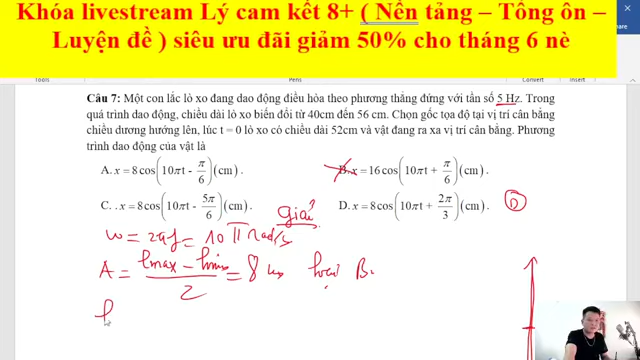 Khóa livestream Lý cam kết 8+ ( Nền tảng – Tổng ôn –
Luyện đề ) siêu ưu đãi giảm 50% cho tháng 6 nè
Tools
Pens
Actions
Câu 7: Một con lắc lò xo đang dao động điều hòa theo phương thẳng đứng với tần số 5 Hz. Trong
quá trình dao động, chiều dài lò xo biến đổi từ 40cm đến 56 cm. Chọn gốc tọa độ tại vị trí cân bằng
chiều dương hướng lên, lúc t = 0 lò xo có chiều dài 52cm và vật đang ra xa vị trí cân bằng. Phương
trình dao động của vật là
A. x = 8cos(10πt - π/6)(cm) .
B. x = 16cos(10πt + π/6)(cm) .
C. .x = 8cos(10πt - 5π/6)(cm) .
D. x = 8cos(10πt + 2π/3)(cm) .
D
Giải
ω = 2πf = 10 π rad/s
A = (lmax – lmin)/2 = 8 cm loại B.
l